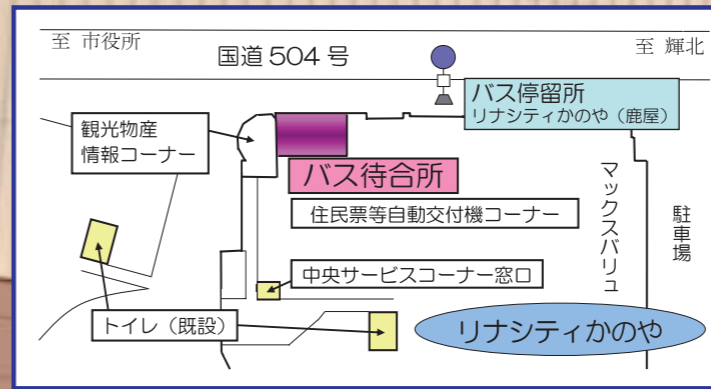 至 市役所
国道 504 号
至 輝北
バス停留所
リナシティかのや（鹿屋）
観光物産
情報コーナー
バス待合所
住民票等自動交付機コーナー
マックスバリュ
駐車場
中央サービスコーナー窓口
トイレ（既設）
リナシティかのや